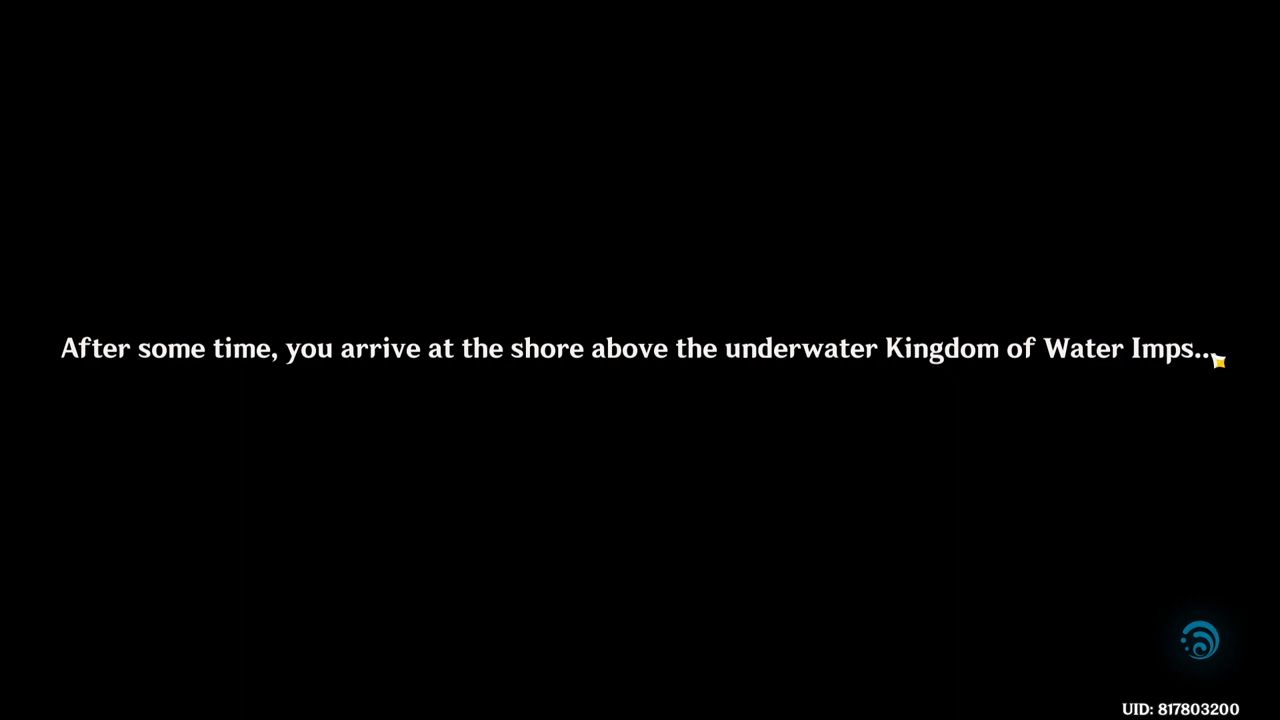 After some time, you arrive at the shore above the underwater Kingdom of Water Imps...
UID: 817803200